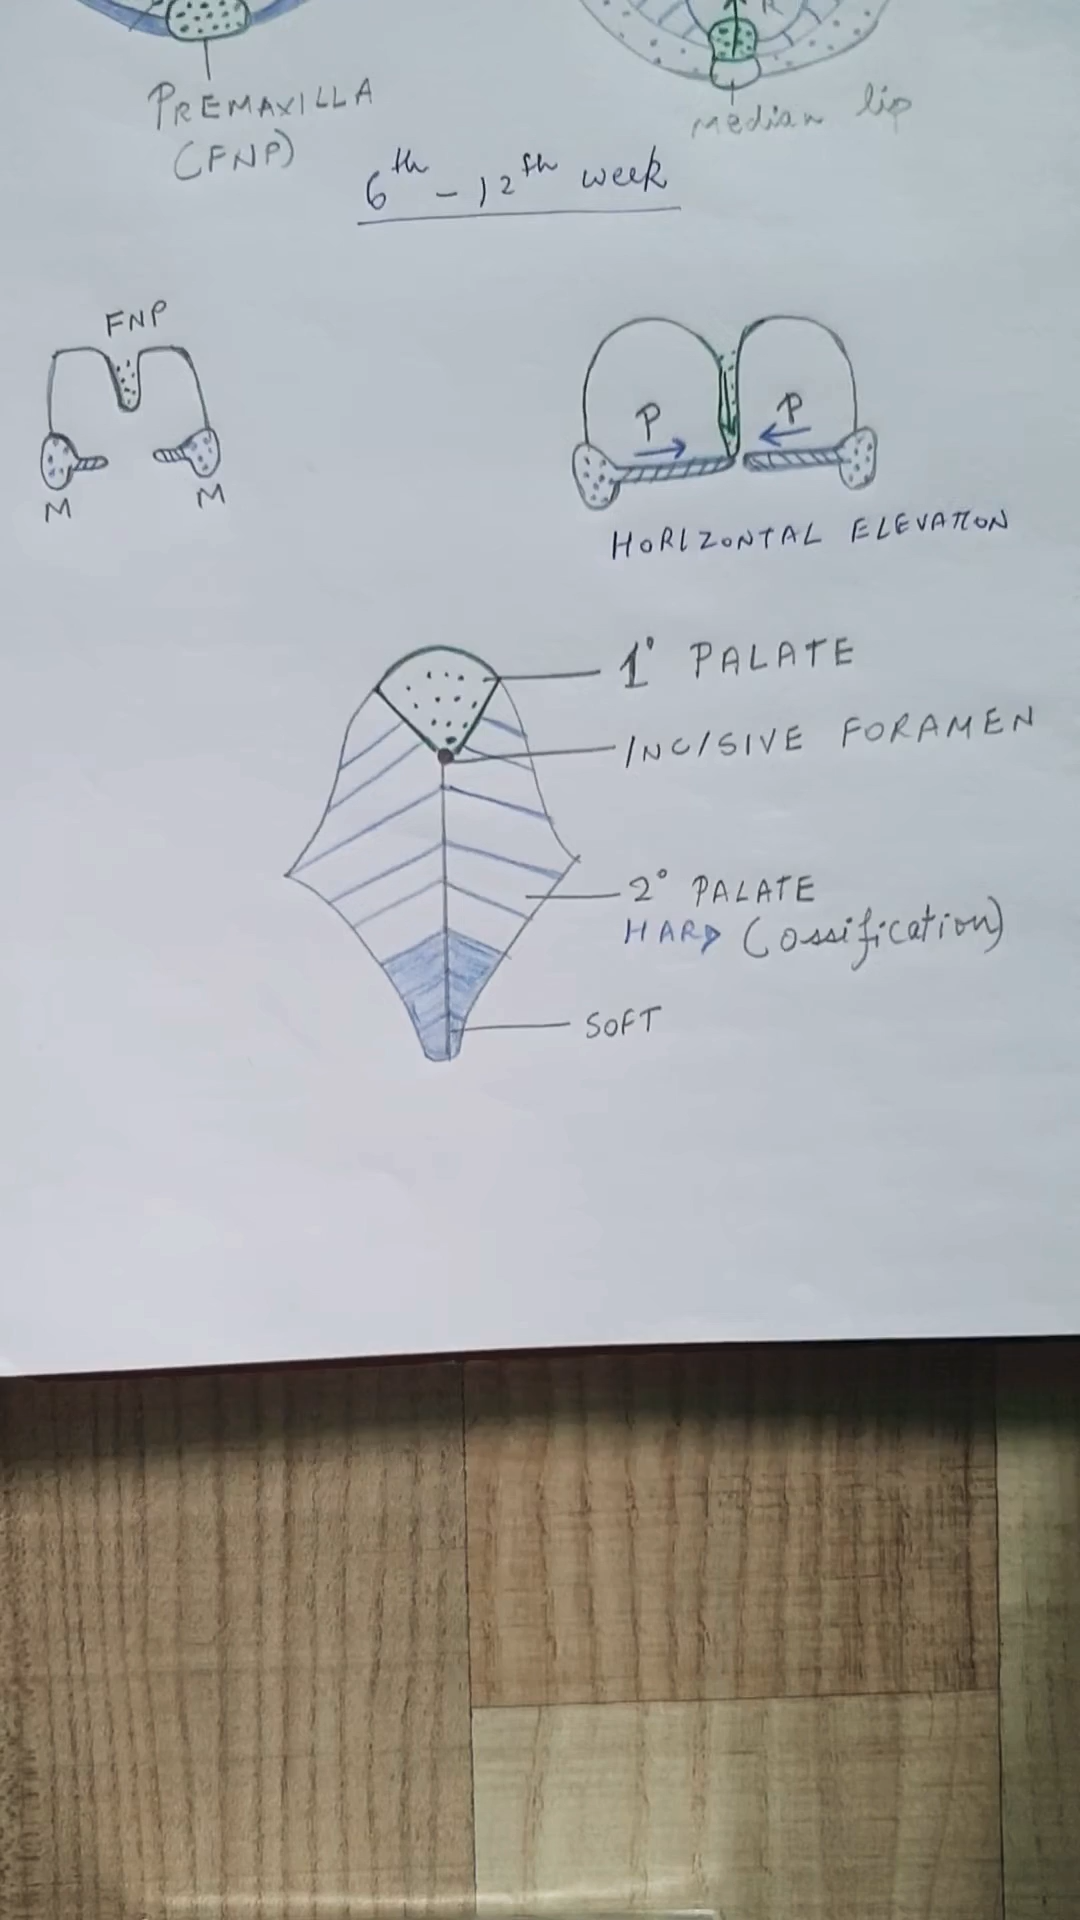 R
PREMAXILLA
(FNP)
median lip
6th - 12th week
FNP
M
M
P
P
HORIZONTAL ELEVATION
1° PALATE
INCISIVE FORAMEN
2° PALATE
HARD (ossification)
SOFT